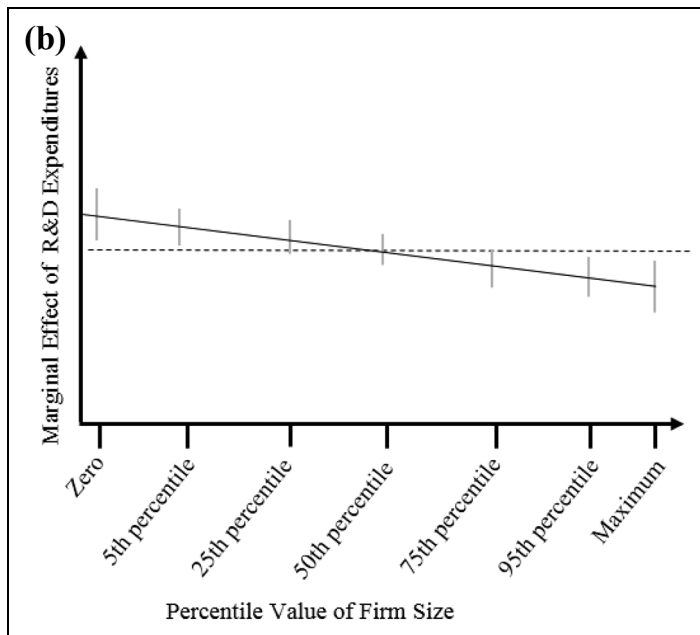 (b)
Marginal Effect of R&D Expenditures
Zero
5th percentile
25th percentile
50th percentile
75th percentile
95th percentile
Maximum
Percentile Value of Firm Size